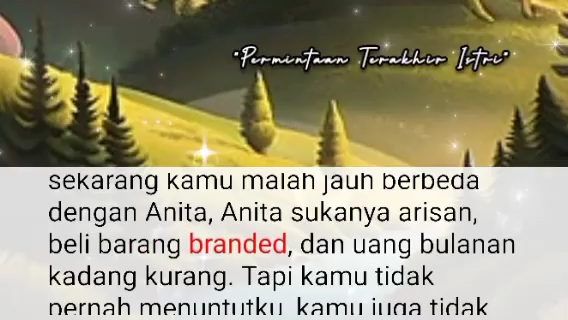 "Permintaan Terakhir Istri"
sekarang kamu malah jauh berbeda
dengan Anita, Anita sukanya arisan,
beli barang branded, dan uang bulanan
kadang kurang. Tapi kamu tidak
pernah menuntutku, kamu juga tidak